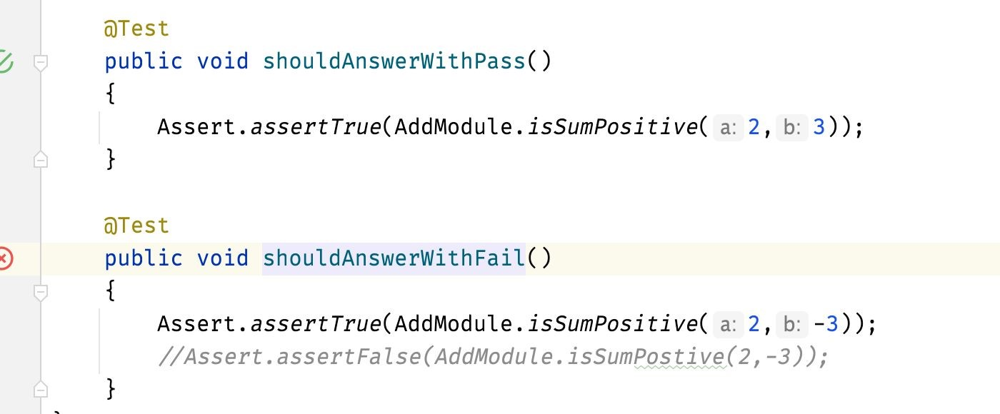 @Test
public void shouldAnswerWithPass()
{
Assert.assertTrue(AddModule.isSumPositive( a: 2, b: 3));
}
@Test
public void shouldAnswerWithFail()
{
Assert.assertTrue(AddModule.isSumPositive( a: 2, b: -3));
//Assert.assertFalse(AddModule.isSumPostive(2,-3));
}